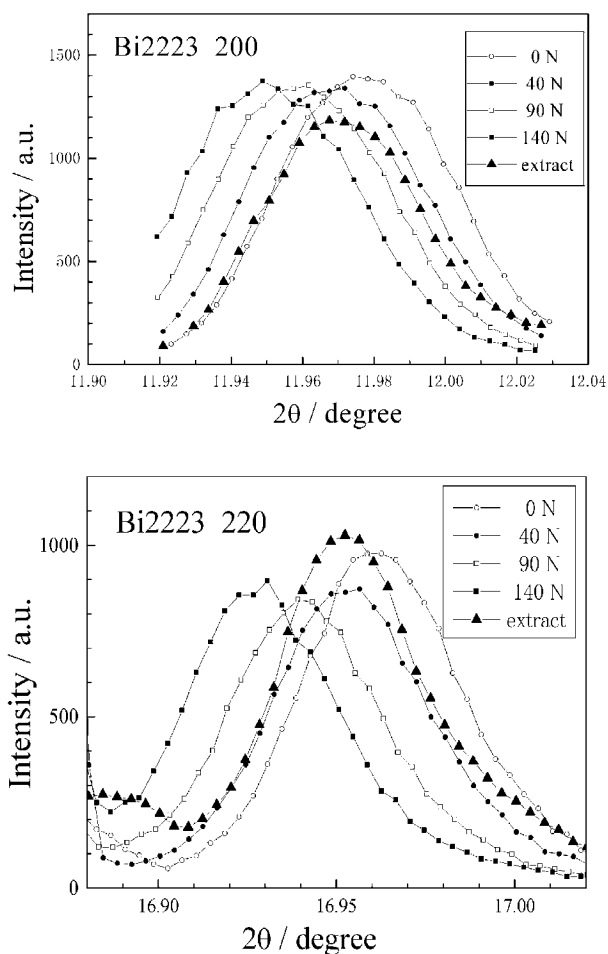 Bi2223 200
0 N
40 N
90 N
140 N
extract
1500
1000
500
0
Intensity / a.u.
11.90
11.92
11.94
11.96
11.98
12.00
12.02
12.04
2θ / degree
Bi2223 220
0 N
40 N
90 N
140 N
extract
1000
500
0
Intensity / a.u.
16.90
16.95
17.00
2θ / degree